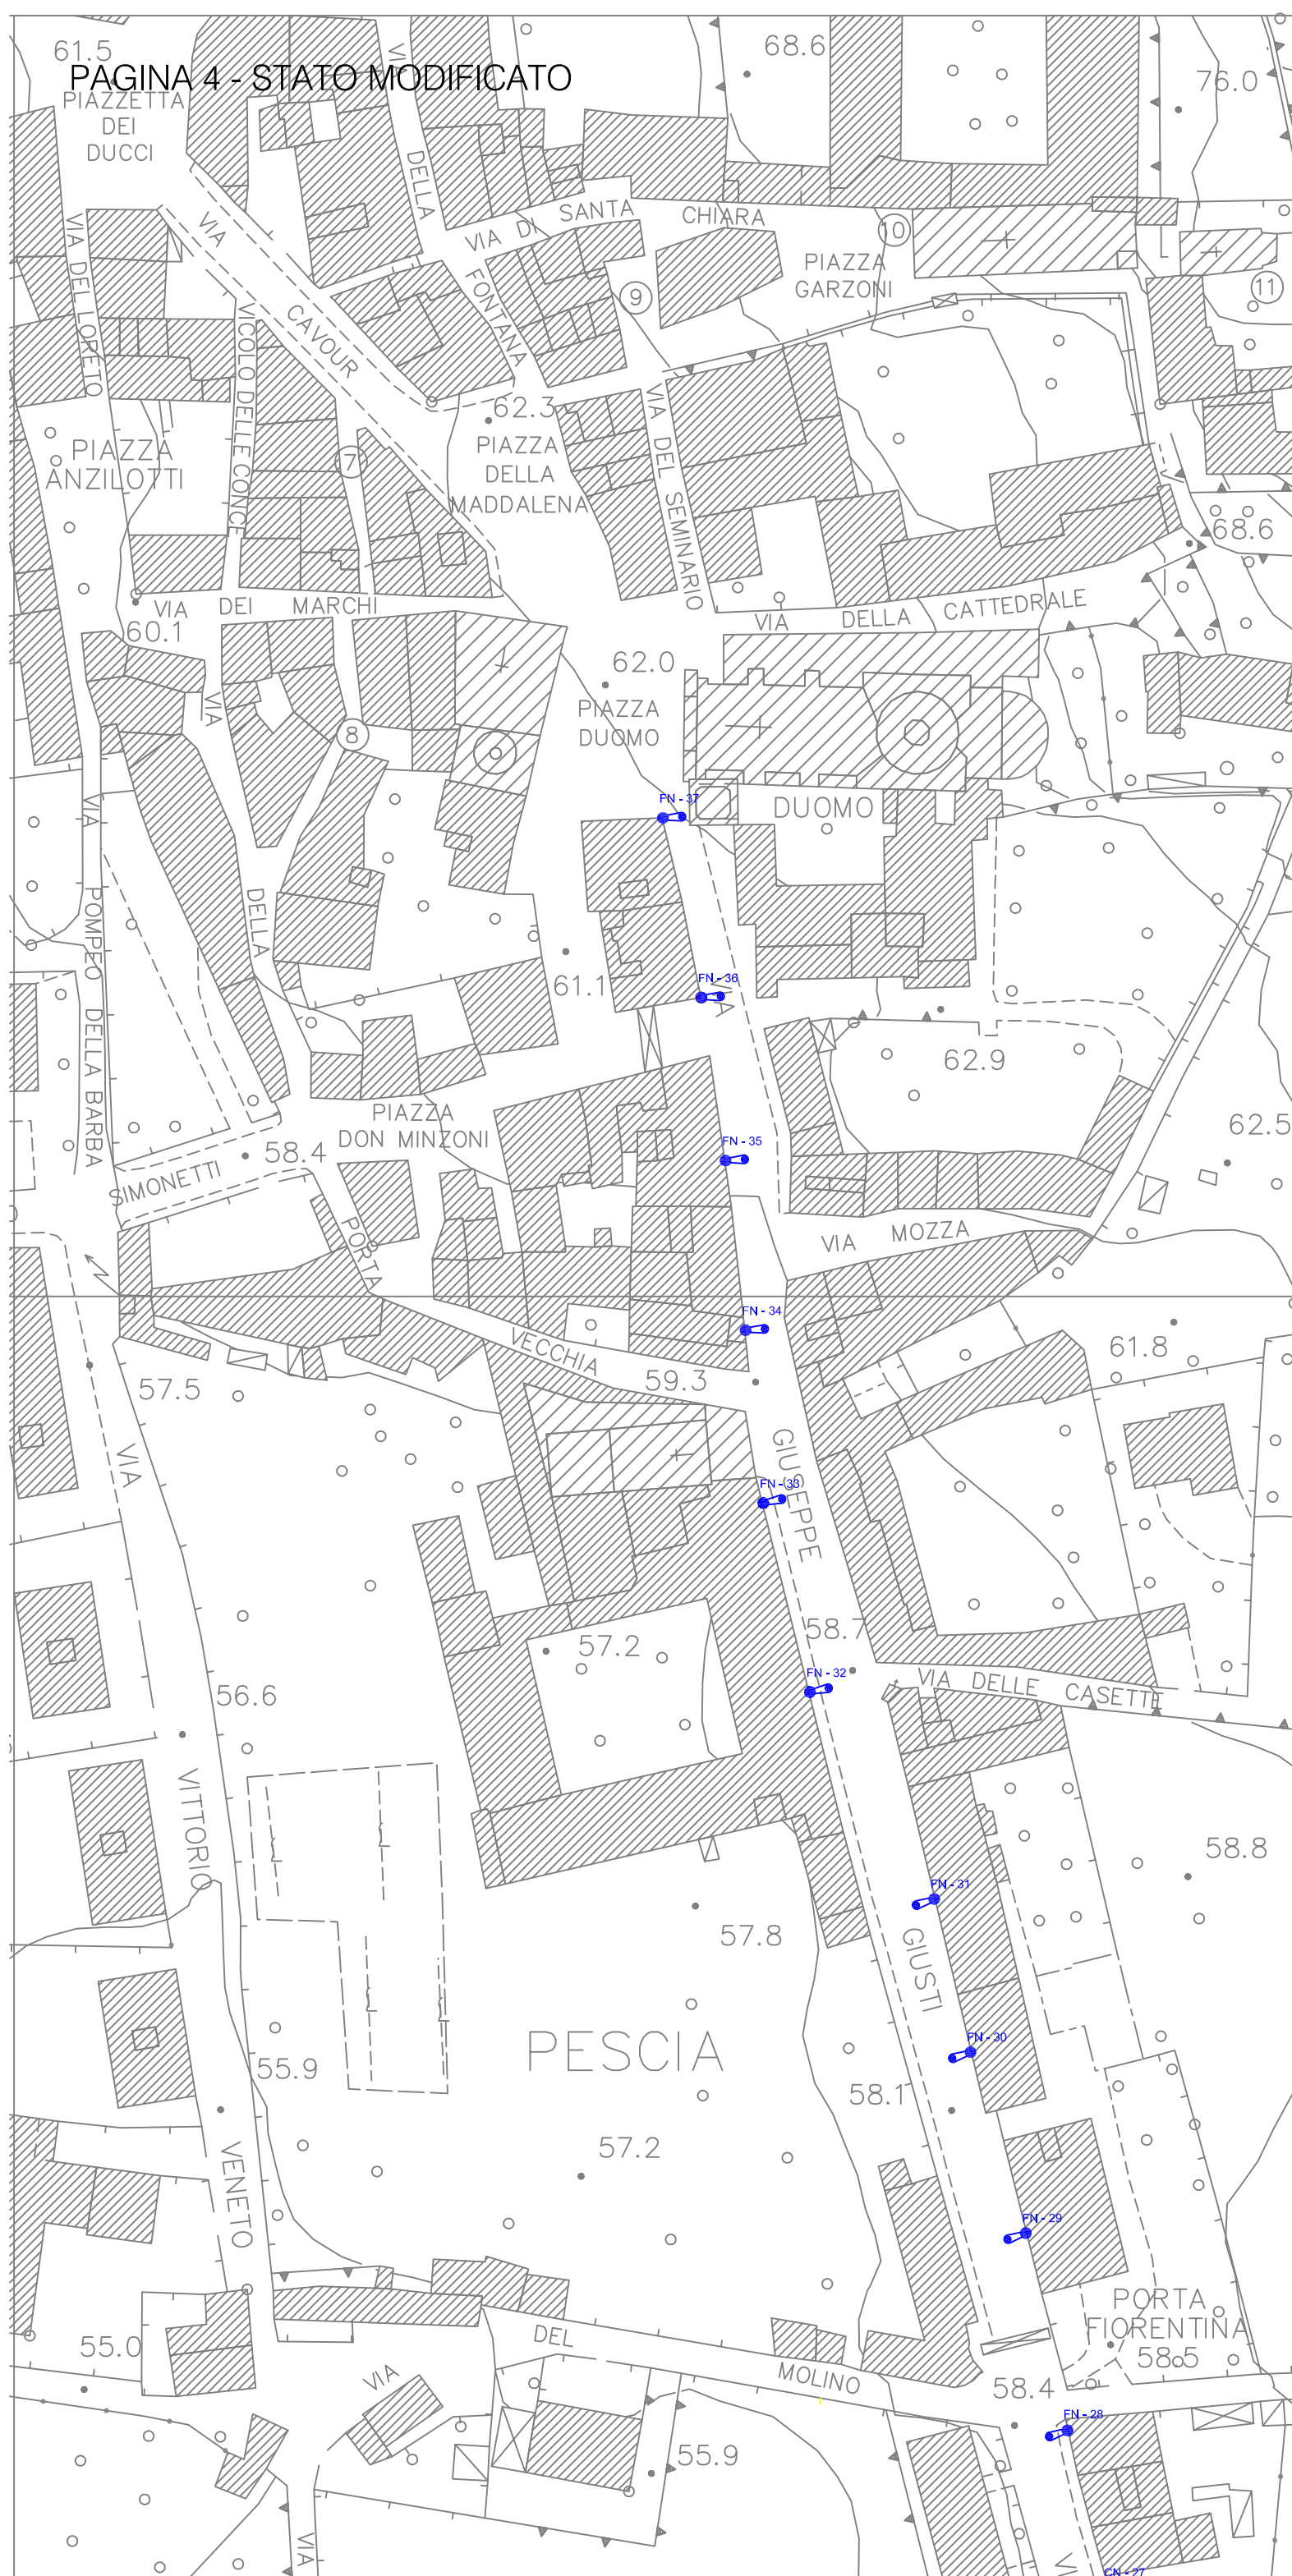 61.5
PAGINA 4 - STATO MODIFICATO
PIAZZETTA
DEI
DUCCI
68.6
76.0
VIA
DELLA
FONTANA
VIA DI SANTA CHIARA
10
PIAZZA
GARZONI
9
11
VIA DEL LORETO
VIA CAVOUR
VICOLO DELLE CONCE
62.3
PIAZZA
DELLA
MADDALENA
PIAZZA
ANZILOTTI
7
VIA DEL SEMINARIO
68.6
VIA DEI MARCHI
60.1
VIA DELLA CATTEDRALE
62.0
PIAZZA
DUOMO
8
DUOMO
FN - 37
VIA
DELLA
VIA POMPEO DELLA BARBA
FN - 36
VIA
61.1
62.9
62.5
PIAZZA
DON MINZONI
FN - 35
58.4
SIMONETTI
PORTA
VIA MOZZA
FN - 34
VECCHIA
61.8
59.3
57.5
VIA
GIUSEPPE
FN - 33
58.7
57.2
FN - 32
VIA DELLE CASETTE
56.6
VITTORIO
58.8
FN - 31
57.8
GIUSTI
PESCIA
FN - 30
55.9
58.1
57.2
VENETO
FN - 29
PORTA
FIORENTINA
58.5
DEL
MOLINO
55.0
VIA
58.4
FN - 28
55.9
VIA
CN - 27